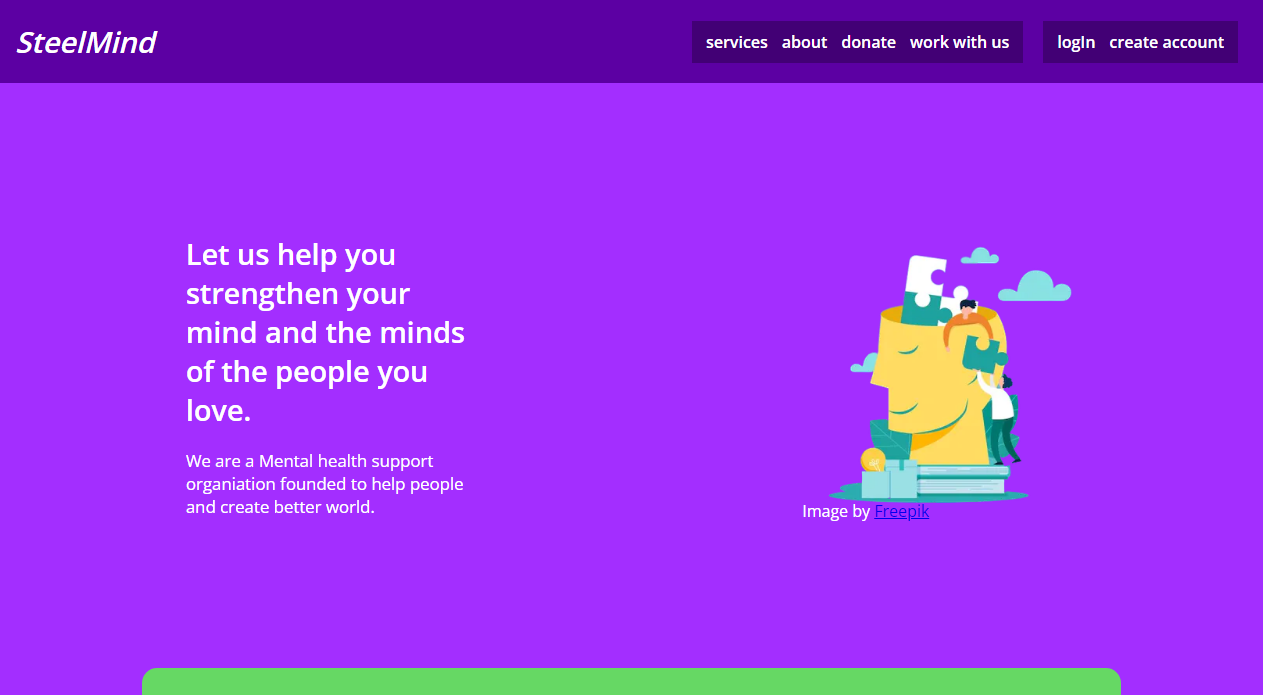 SteelMind
services about donate work with us logIn create account
Let us help you
strengthen your
mind and the minds
of the people you
love.
We are a Mental health support
organiation founded to help people
and create better world.
Image by Freepik